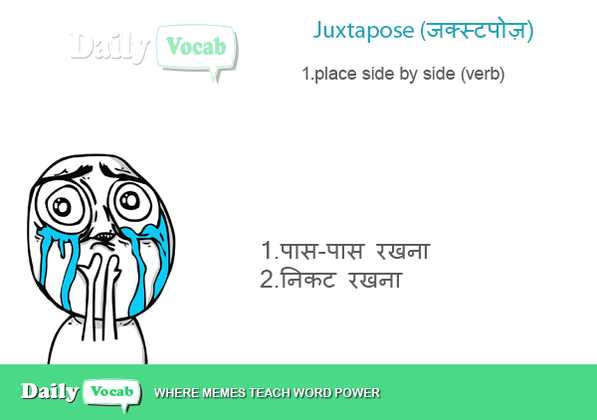 Daily Vocab
Juxtapose (जक्स्टपोज़)
1.place side by side (verb)
1.पास-पास रखना
2.निकट रखना
Daily Vocab WHERE MEMES TEACH WORD POWER